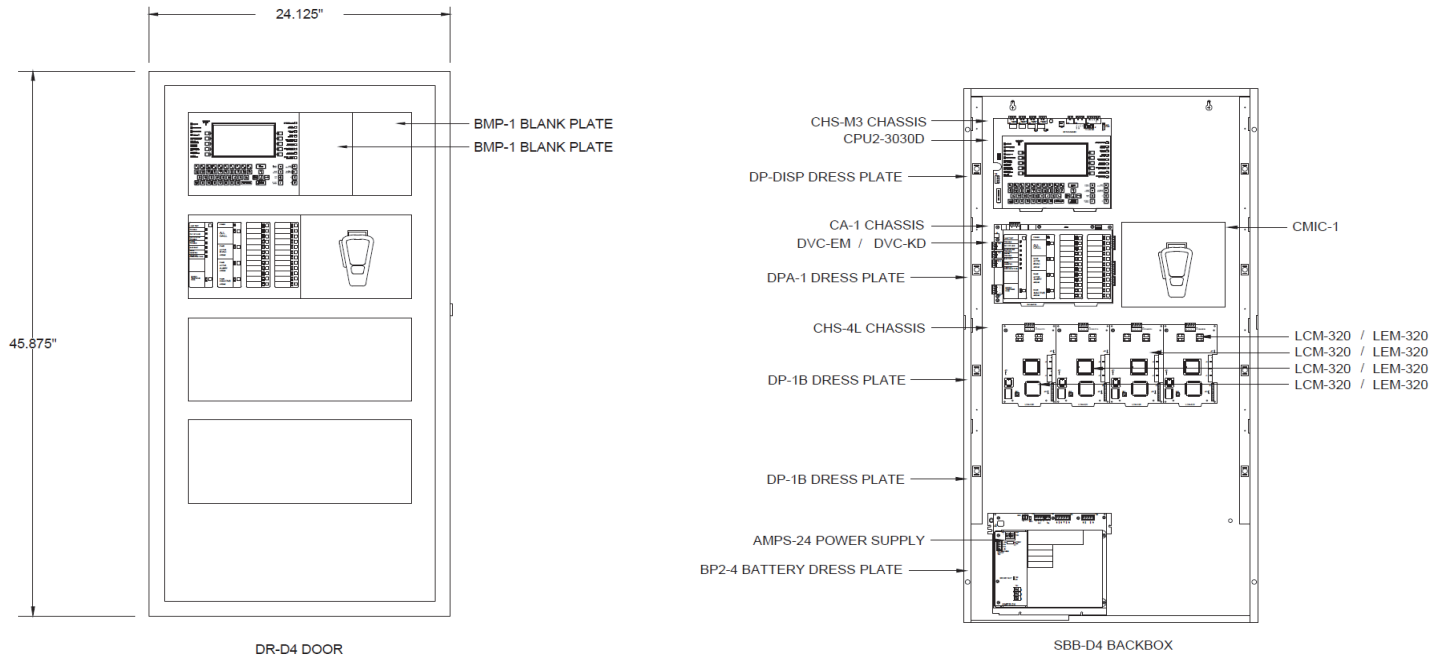 24.125"
45.875"
BMP-1 BLANK PLATE
BMP-1 BLANK PLATE
DR-D4 DOOR
CHS-M3 CHASSIS
CPU2-3030D
DP-DISP DRESS PLATE
CA-1 CHASSIS
DVC-EM / DVC-KD
DPA-1 DRESS PLATE
CHS-4L CHASSIS
DP-1B DRESS PLATE
DP-1B DRESS PLATE
AMPS-24 POWER SUPPLY
BP2-4 BATTERY DRESS PLATE
CMIC-1
LCM-320 / LEM-320
LCM-320 / LEM-320
LCM-320 / LEM-320
LCM-320 / LEM-320
SBB-D4 BACKBOX